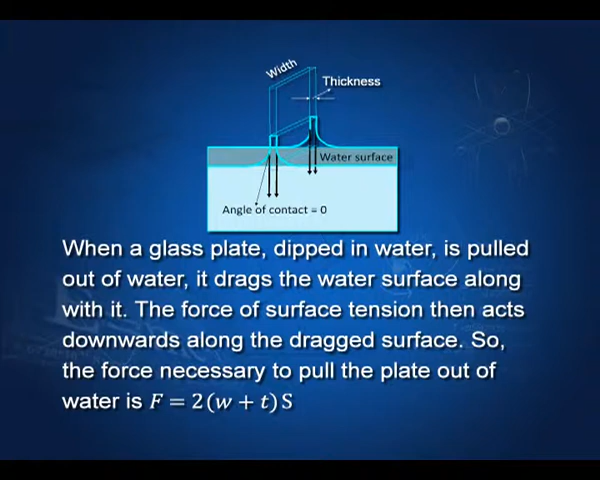 Width
Thickness
Water surface
Angle of contact = 0
When a glass plate, dipped in water, is pulled
out of water, it drags the water surface along
with it. The force of surface tension then acts
downwards along the dragged surface. So,
the force necessary to pull the plate out of
water is F = 2(w + t)S